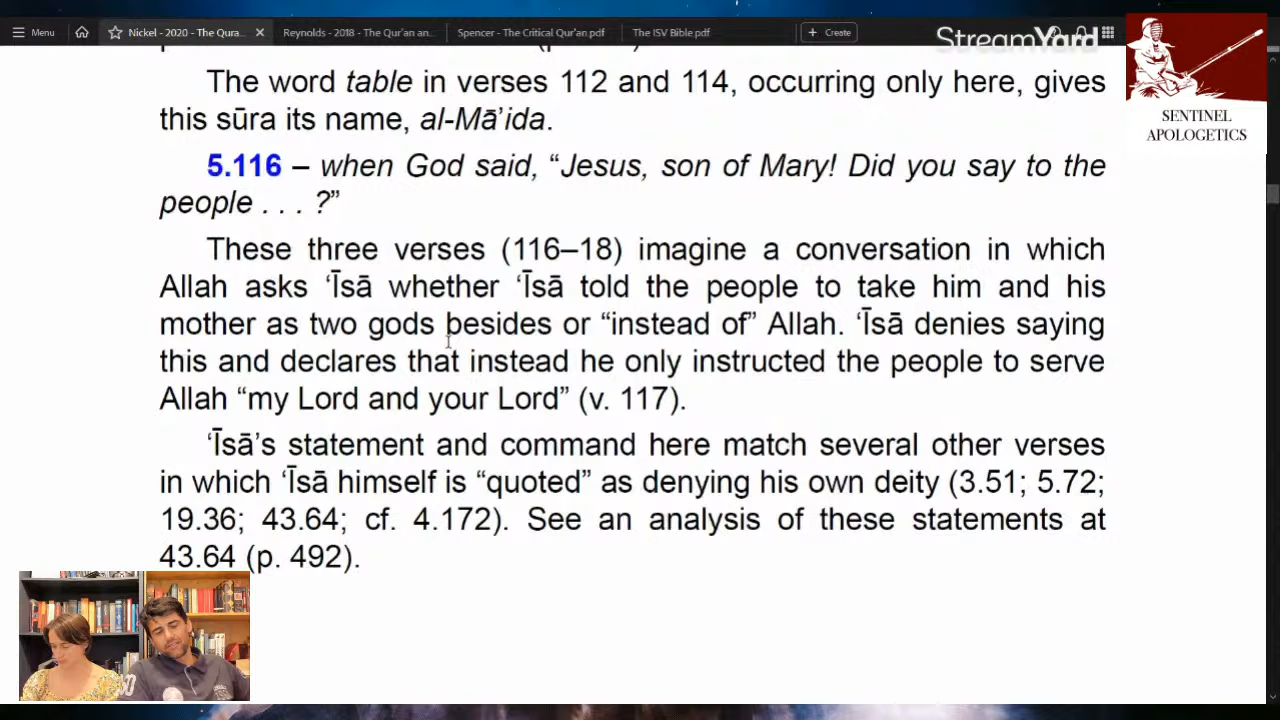 Menu
Nickel - 2020 - The Qura...
Reynolds - 2018 - The Qur'an an...
Spencer - The Critical Qur'an.pdf
The ISV Bible.pdf
+ Create
StreamYard
SENTINEL
APOLOGETICS
The word table in verses 112 and 114, occurring only here, gives
this sūra its name, al-Mā’ida.
5.116 – when God said, “Jesus, son of Mary! Did you say to the
people . . . ?”
These three verses (116–18) imagine a conversation in which
Allah asks ‘Īsā whether ‘Īsā told the people to take him and his
mother as two gods besides or “instead of” Allah. ‘Īsā denies saying
this and declares that instead he only instructed the people to serve
Allah “my Lord and your Lord” (v. 117).
‘Īsā’s statement and command here match several other verses
in which ‘Īsā himself is “quoted” as denying his own deity (3.51; 5.72;
19.36; 43.64; cf. 4.172). See an analysis of these statements at
43.64 (p. 492).